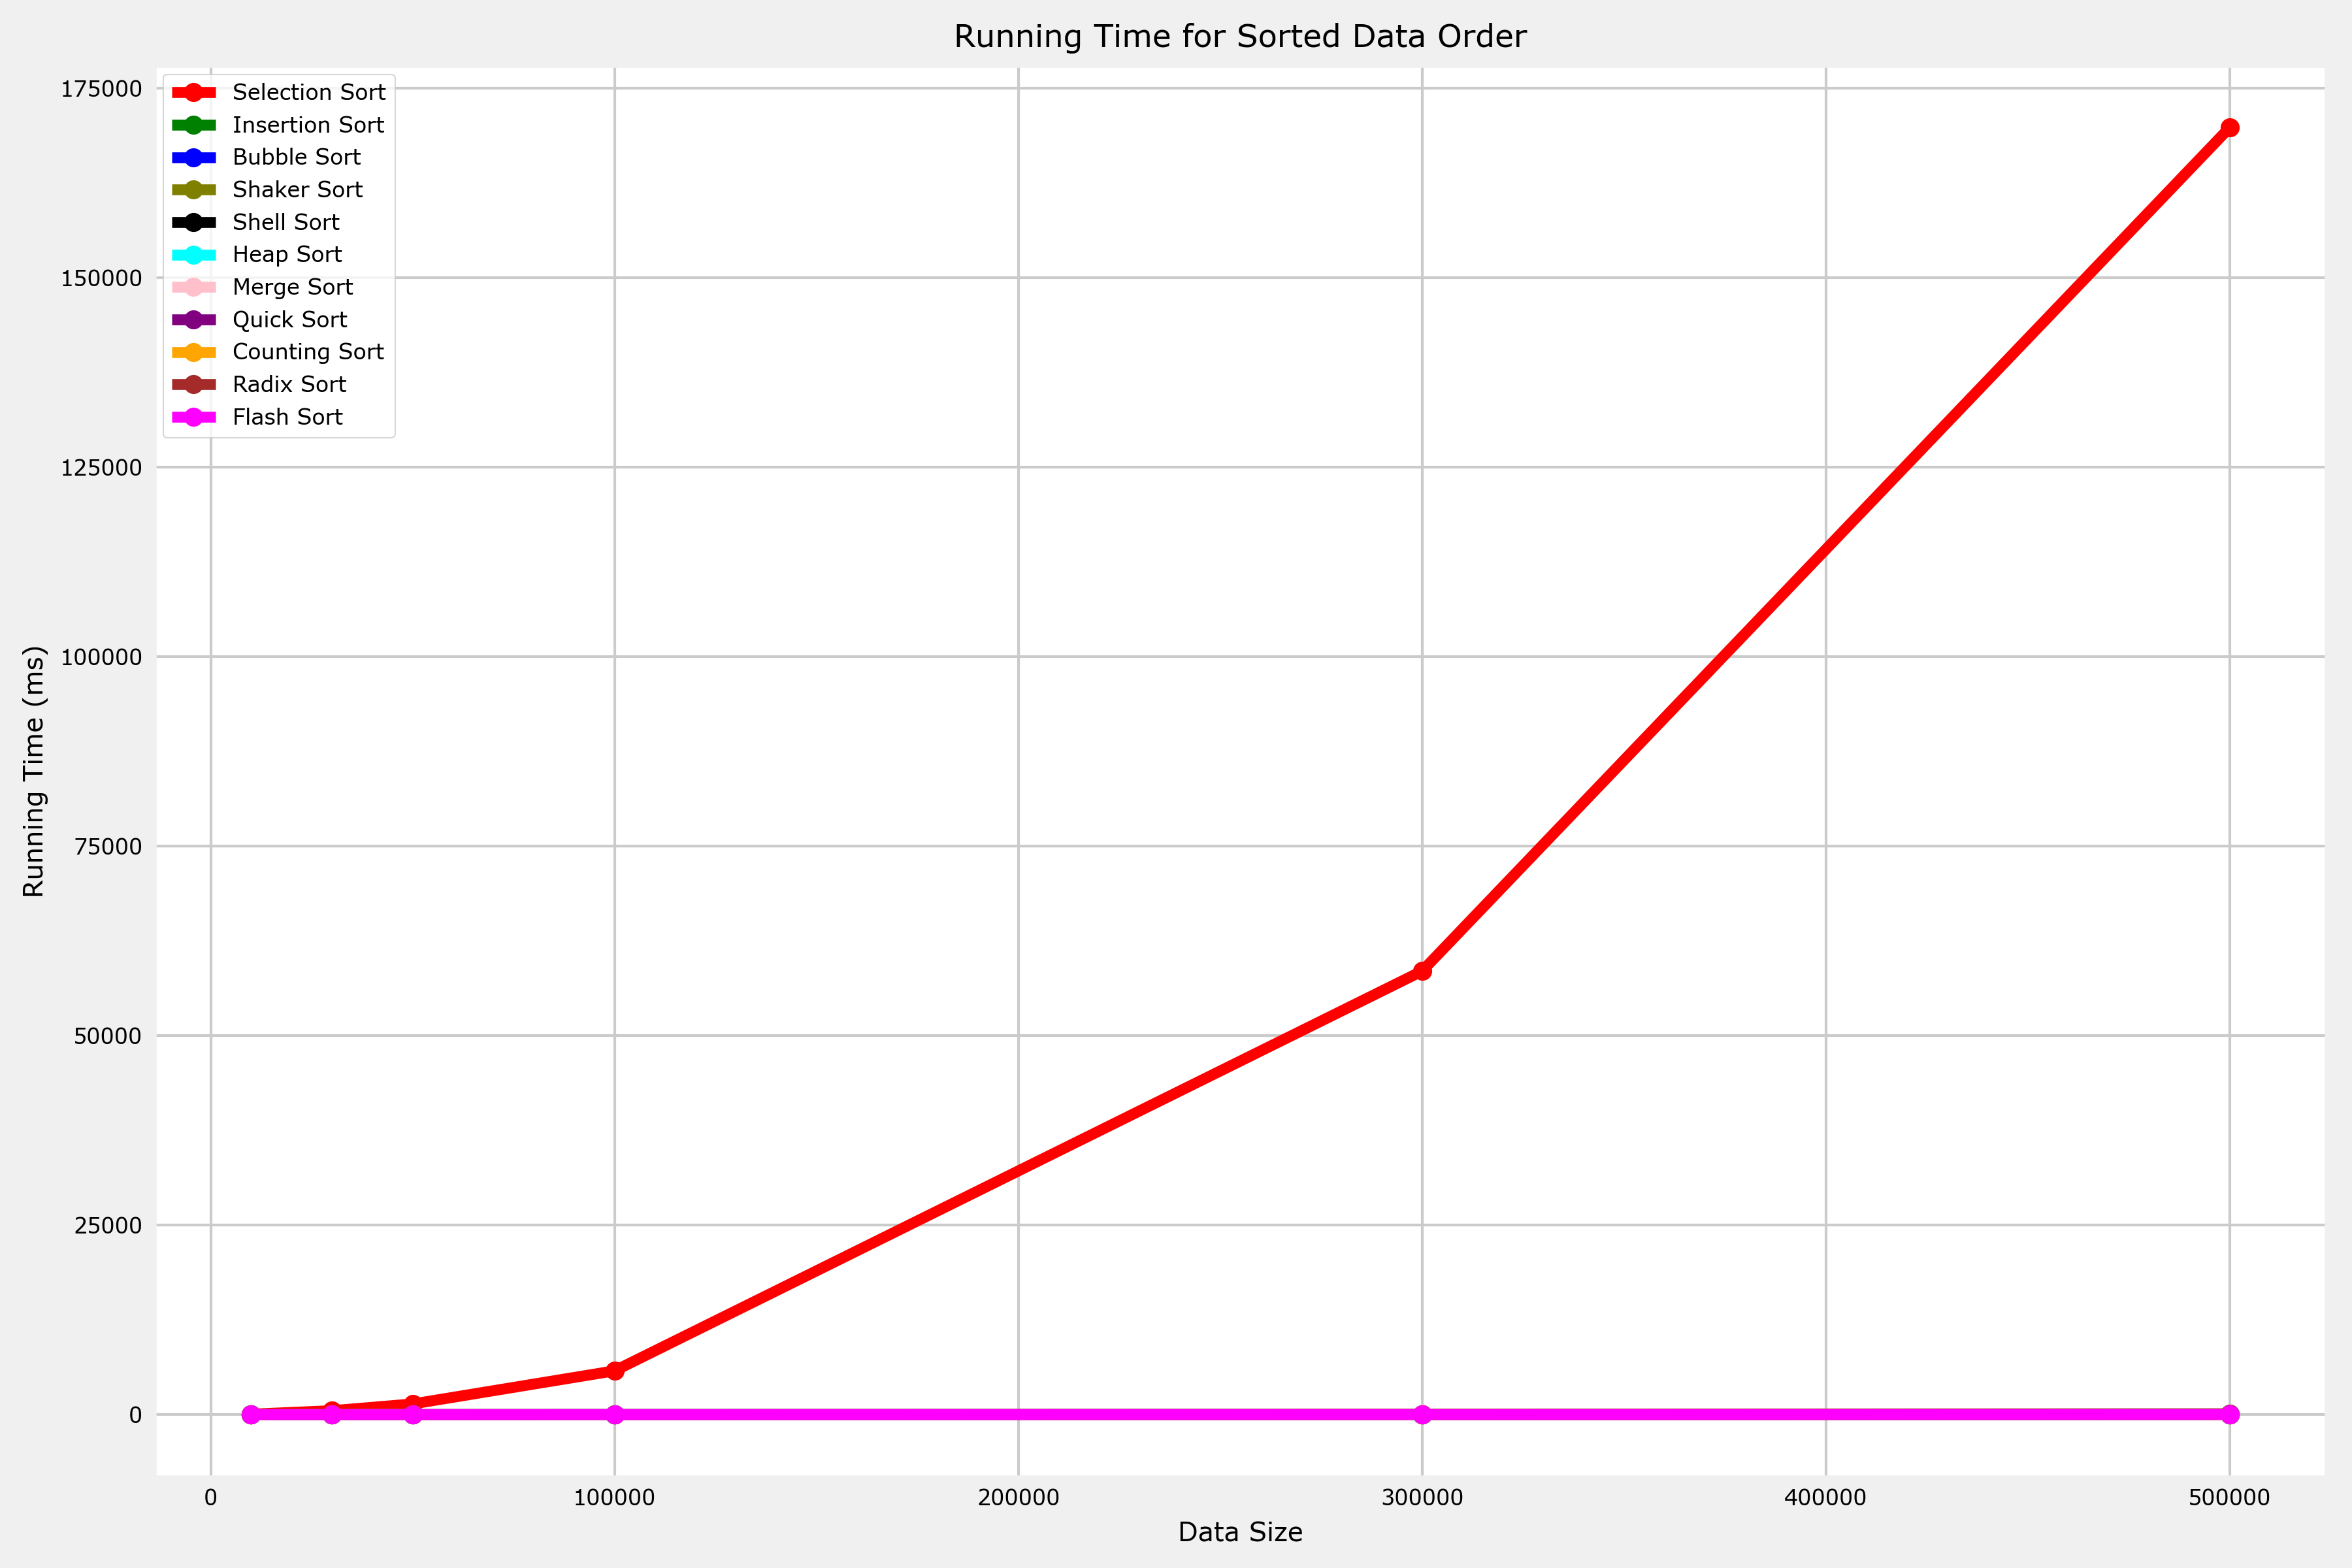 Running Time for Sorted Data Order
175000
150000
125000
100000
75000
50000
25000
0
Running Time (ms)
Selection Sort
Insertion Sort
Bubble Sort
Shaker Sort
Shell Sort
Heap Sort
Merge Sort
Quick Sort
Counting Sort
Radix Sort
Flash Sort
0 100000 200000 300000 400000 500000
Data Size